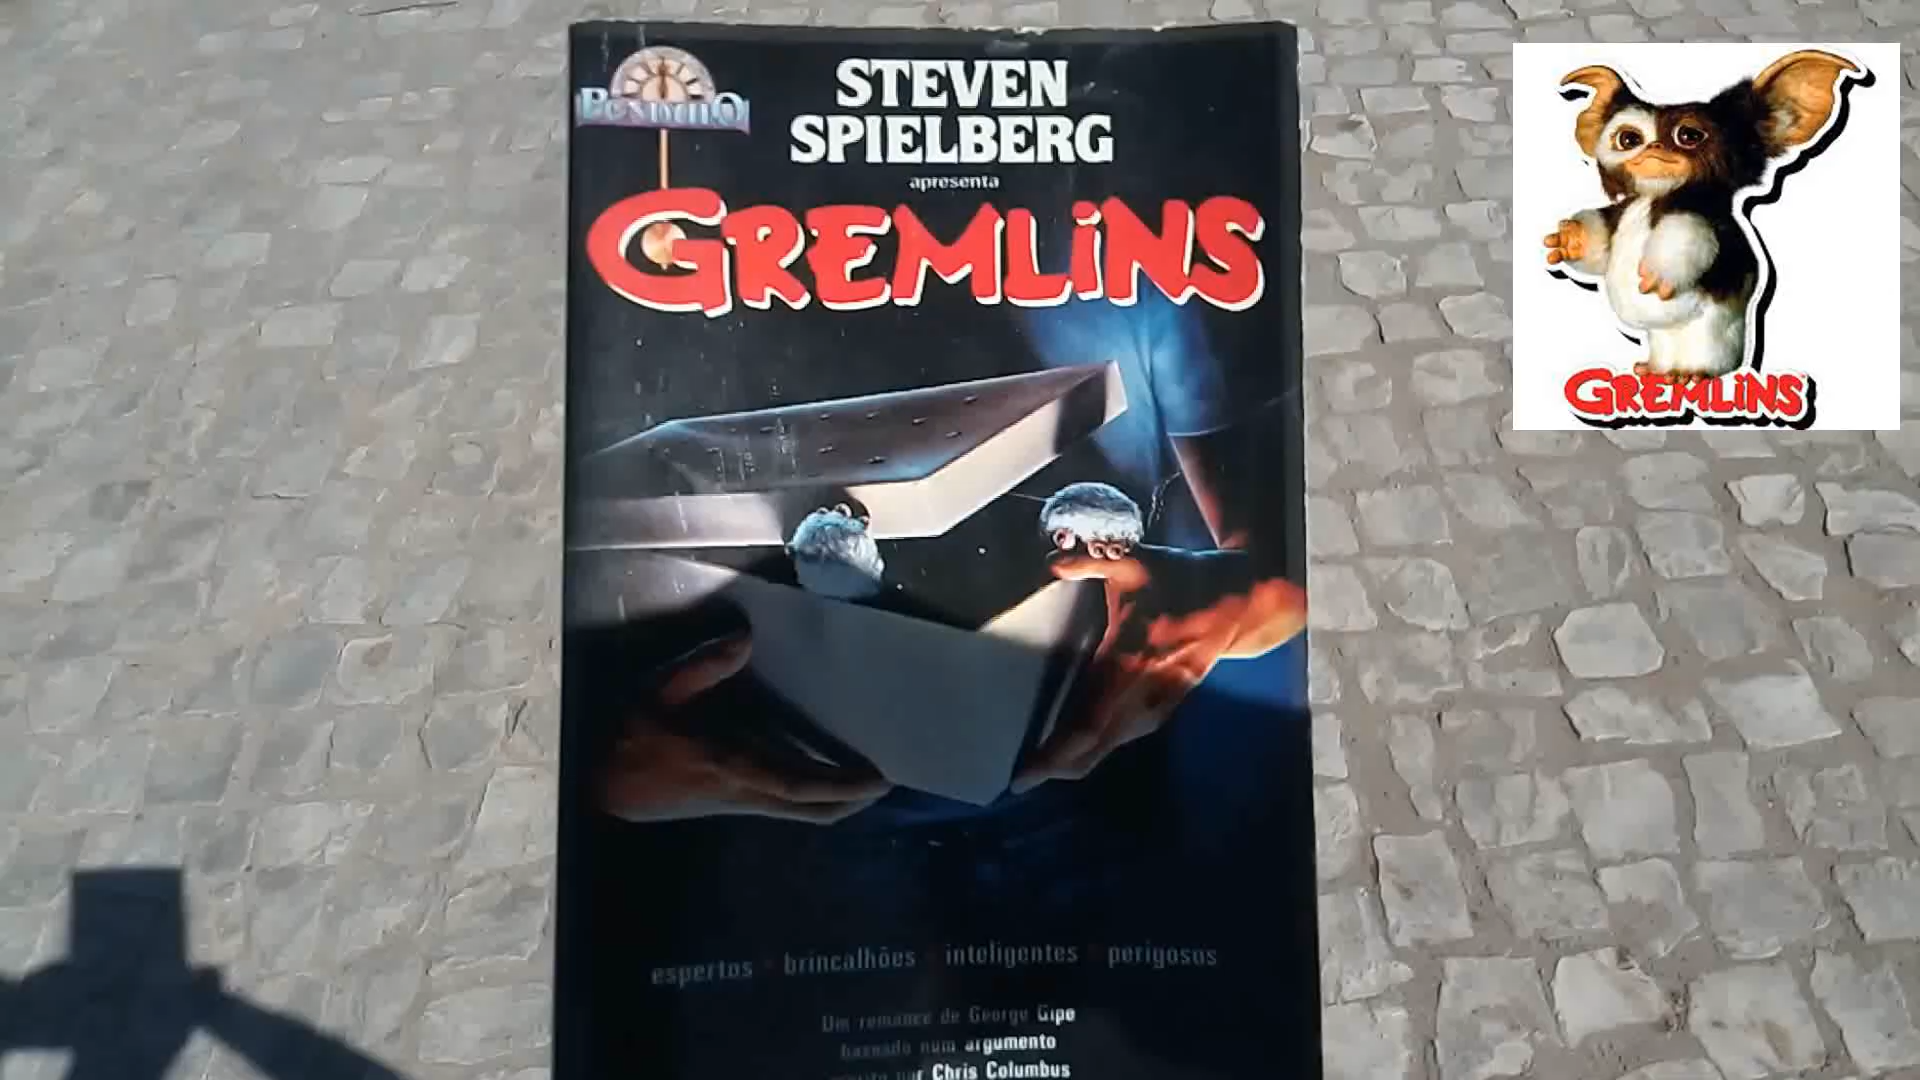 STEVEN
SPIELBERG
apresenta
GREMLiNS
espertos brincalhões inteligentes perigosos
Um romance de George Gipe
baseado num argumento
por Chris Columbus
GREMLiNS